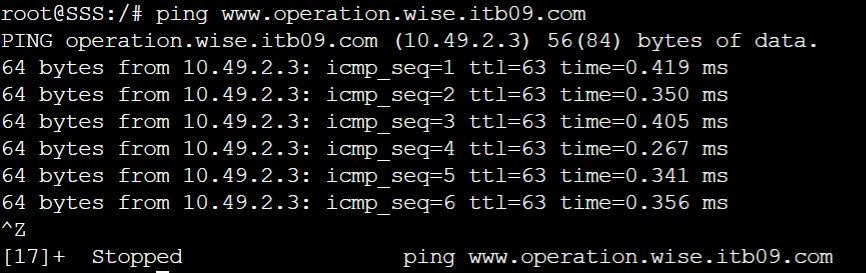 root@SSS:/# ping www.operation.wise.itb09.com
PING operation.wise.itb09.com (10.49.2.3) 56(84) bytes of data.
64 bytes from 10.49.2.3: icmp_seq=1 ttl=63 time=0.419 ms
64 bytes from 10.49.2.3: icmp_seq=2 ttl=63 time=0.350 ms
64 bytes from 10.49.2.3: icmp_seq=3 ttl=63 time=0.405 ms
64 bytes from 10.49.2.3: icmp_seq=4 ttl=63 time=0.267 ms
64 bytes from 10.49.2.3: icmp_seq=5 ttl=63 time=0.341 ms
64 bytes from 10.49.2.3: icmp_seq=6 ttl=63 time=0.356 ms
^Z
[17]+  Stopped                 ping www.operation.wise.itb09.com